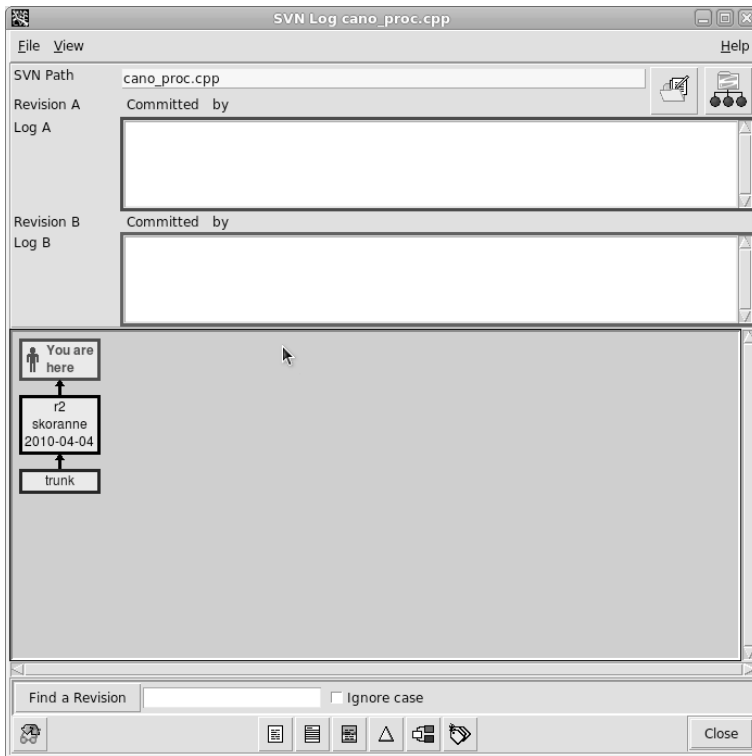 SVN Log cano_proc.cpp
File View Help
SVN Path cano_proc.cpp
Revision A Committed by
Log A
Revision B Committed by
Log B
You are
here
r2
skoranne
2010-04-04
trunk
Find a Revision Ignore case
Close